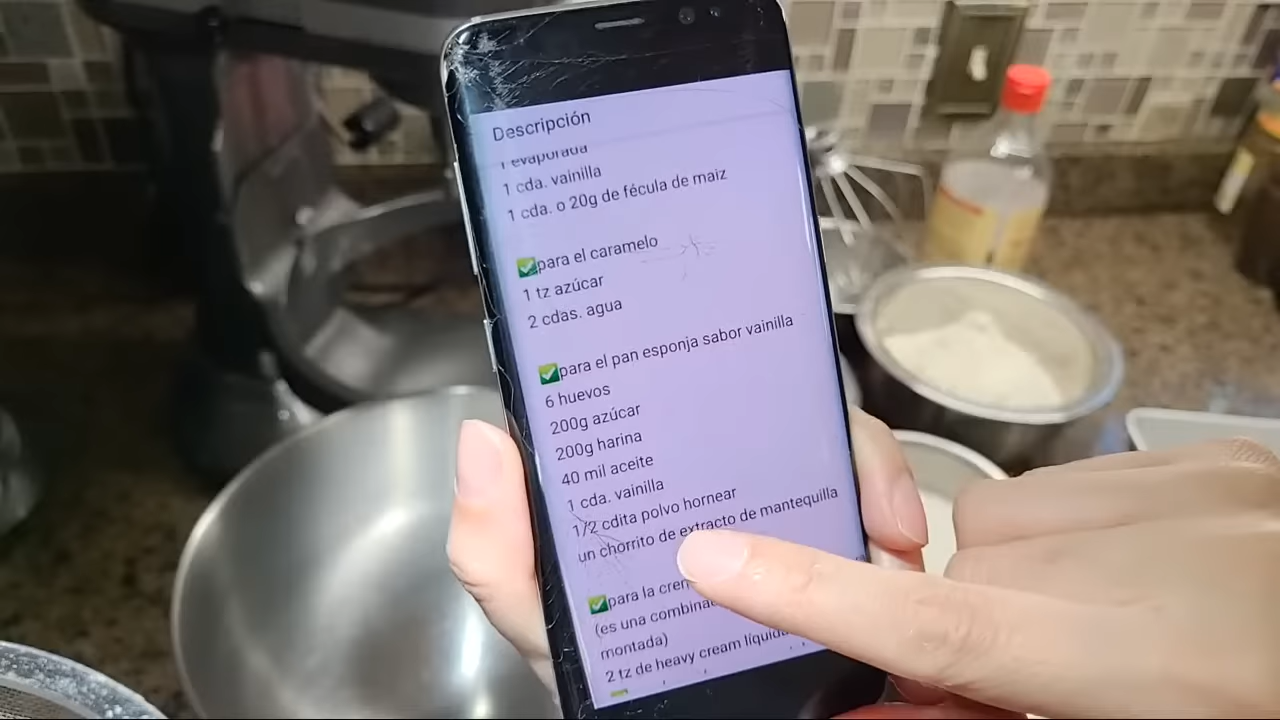 Descripción
1 evaporada
1 cda. vainilla
1 cda. o 20g de fécula de maiz
para el caramelo
1 tz azúcar
2 cdas. agua
para el pan esponja sabor vainilla
6 huevos
200g azúcar
200g harina
40 mil aceite
1 cda. vainilla
1/2 cdita polvo hornear
un chorrito de extracto de mantequilla
para la
(es una
montada)
2 tz de heavy cream líquida